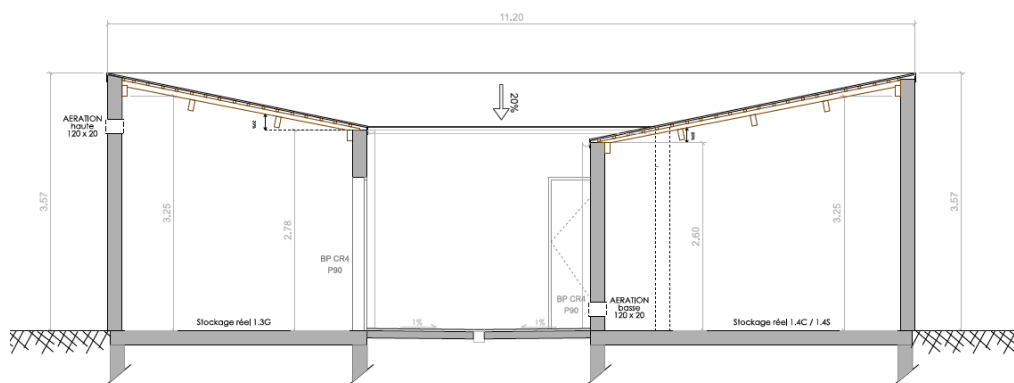 11.20
20%
AERATION
haute
120 x 20
20%
20%
3.57
3.25
2.78
2.60
3.25
3.57
BP CR4
P90
BP CR4
P90
AERATION
basse
120 x 20
Stockage réel 1.3G
1%
1%
Stockage réel 1.4C / 1.4S